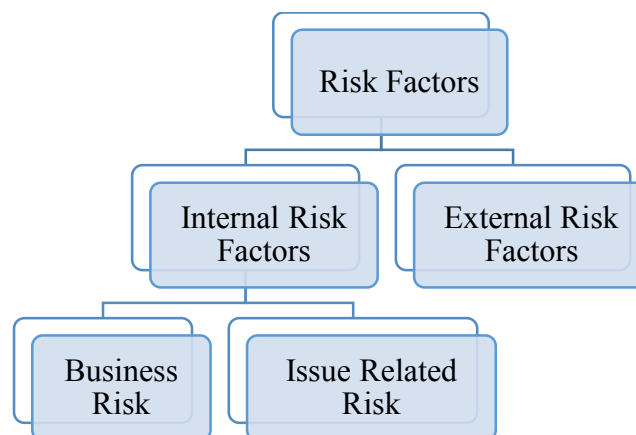 Risk Factors
Internal Risk
Factors
External Risk
Factors
Business
Risk
Issue Related
Risk